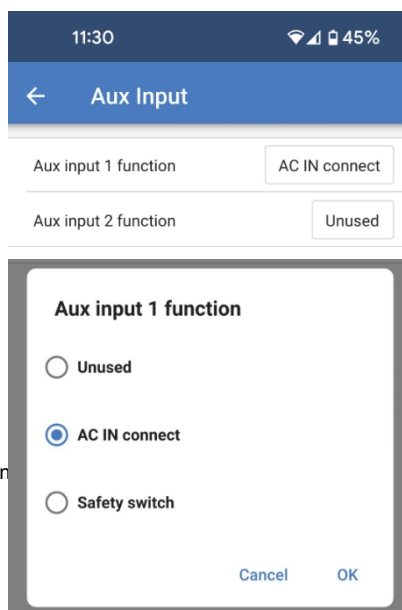 11:30 45%
Aux Input
Aux input 1 function AC IN connect
Aux input 2 function Unused
Aux input 1 function
Unused
AC IN connect
n
Safety switch
Cancel OK